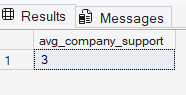 Results Messages
avg_company_support
1 3